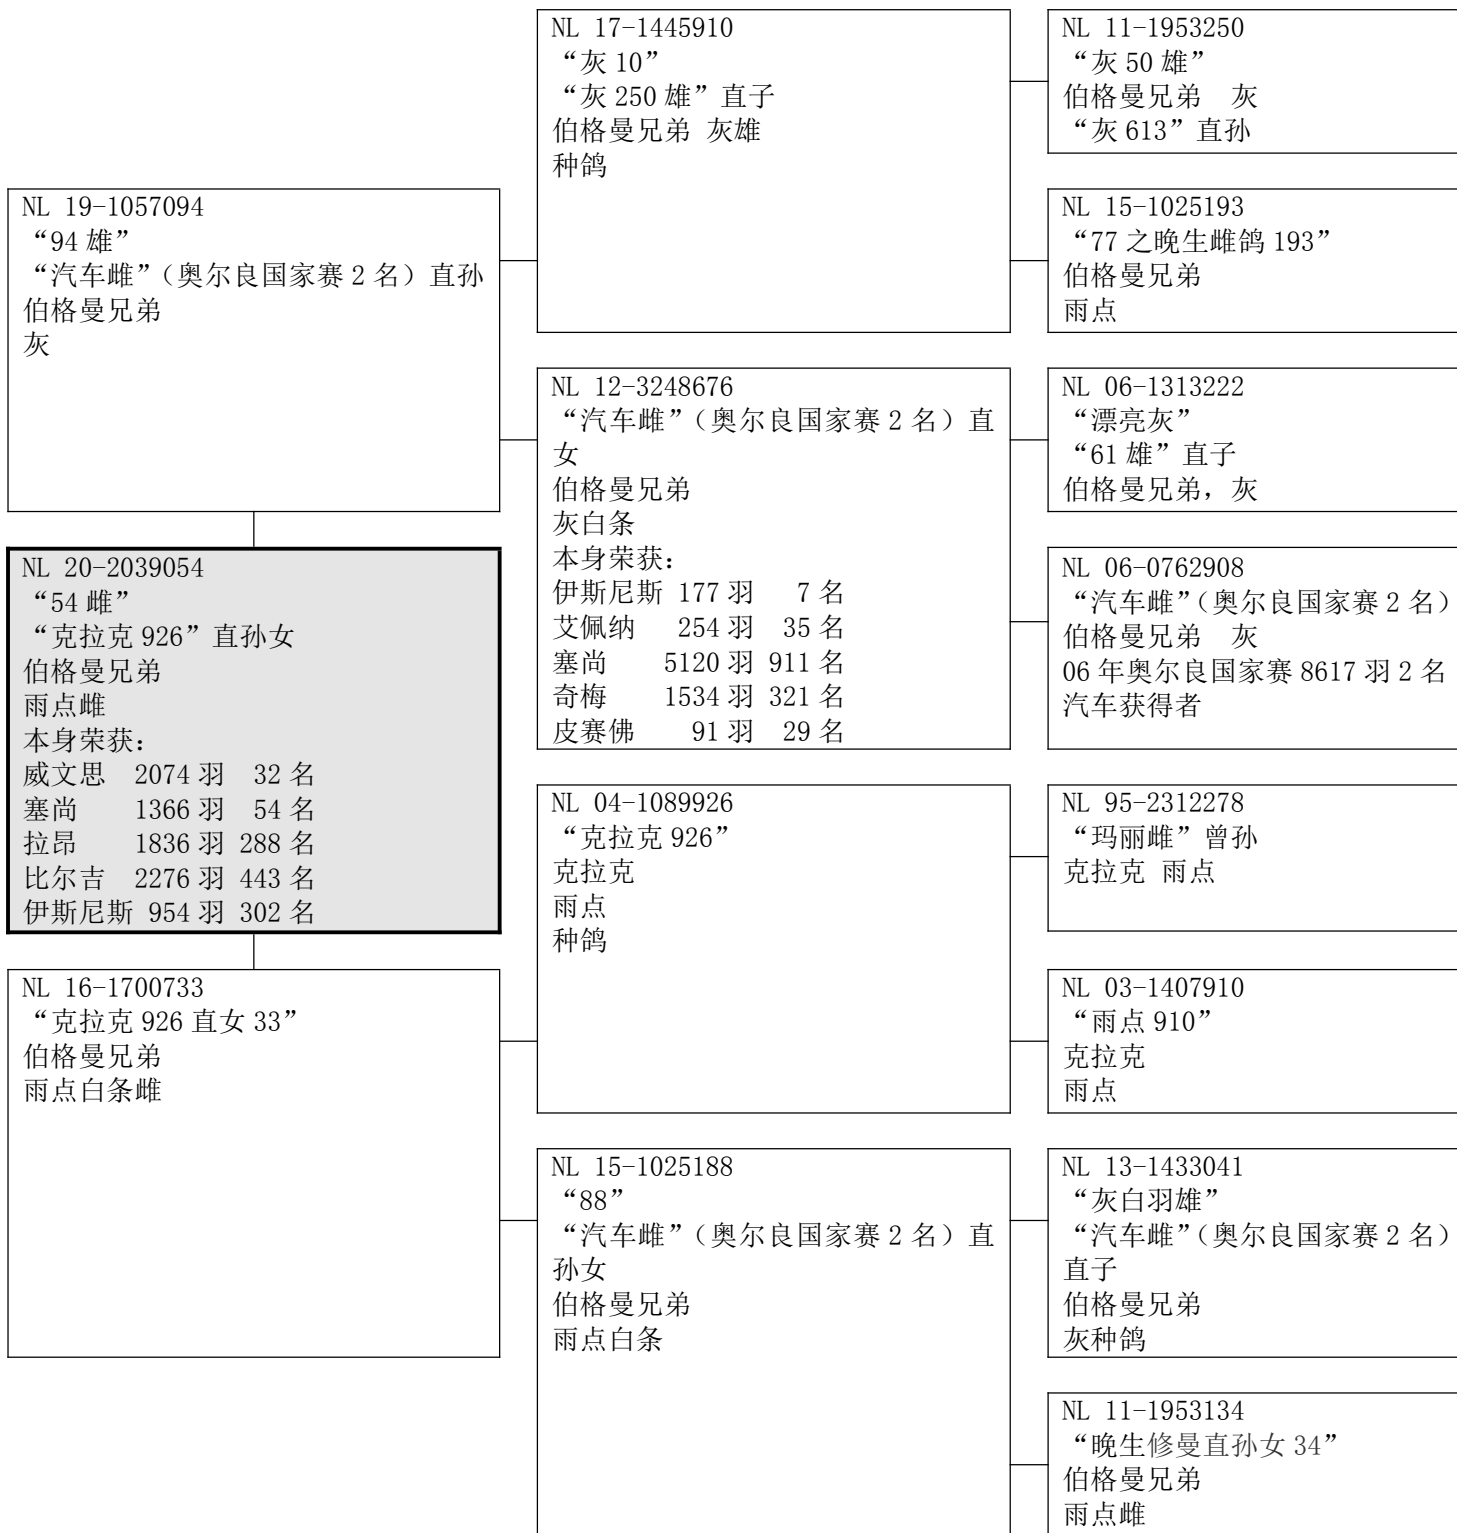 NL 19-1057094
“94 雄”
“汽车雌”（奥尔良国家赛 2 名）直孙
伯格曼兄弟
灰
NL 20-2039054
“54 雌”
“克拉克 926”直孙女
伯格曼兄弟
雨点雌
本身荣获：
威文思 2074 羽 32 名
塞尚 1366 羽 54 名
拉昂 1836 羽 288 名
比尔吉 2276 羽 443 名
伊斯尼斯 954 羽 302 名
NL 16-1700733
“克拉克 926 直女 33”
伯格曼兄弟
雨点白条雌
NL 17-1445910
“灰 10”
“灰 250 雄”直子
伯格曼兄弟 灰雄
种鸽
NL 12-3248676
“汽车雌”（奥尔良国家赛 2 名）直
女
伯格曼兄弟
灰白条
本身荣获：
伊斯尼斯 177 羽 7 名
艾佩纳 254 羽 35 名
塞尚 5120 羽 911 名
奇梅 1534 羽 321 名
皮赛佛 91 羽 29 名
NL 04-1089926
“克拉克 926”
克拉克
雨点
种鸽
NL 15-1025188
“88”
“汽车雌”（奥尔良国家赛 2 名）直
孙女
伯格曼兄弟
雨点白条
NL 11-1953250
“灰 50 雄”
伯格曼兄弟 灰
“灰 613”直孙
NL 15-1025193
“77 之晚生雌鸽 193”
伯格曼兄弟
雨点
NL 06-1313222
“漂亮灰”
“61 雄”直子
伯格曼兄弟，灰
NL 06-0762908
“汽车雌”（奥尔良国家赛 2 名）
伯格曼兄弟 灰
06 年奥尔良国家赛 8617 羽 2 名
汽车获得者
NL 95-2312278
“玛丽雌”曾孙
克拉克 雨点
NL 03-1407910
“雨点 910”
克拉克
雨点
NL 13-1433041
“灰白羽雄”
“汽车雌”（奥尔良国家赛 2 名）
直子
伯格曼兄弟
灰种鸽
NL 11-1953134
“晚生修曼直孙女 34”
伯格曼兄弟
雨点雌